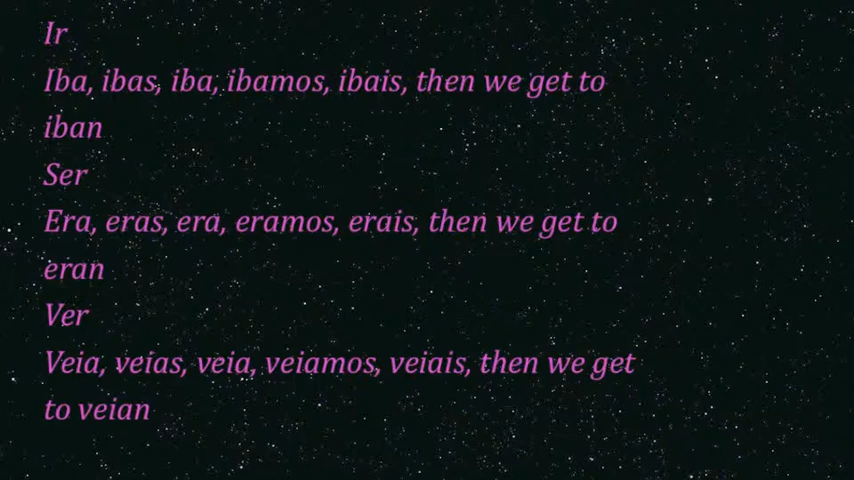 Ir
Iba, ibas, iba, ibamos, ibais, then we get to
iban
Ser
Era, eras, era, eramos, erais, then we get to
eran
Ver
Veia, veias, veia, veiamos, veiais, then we get
to veian